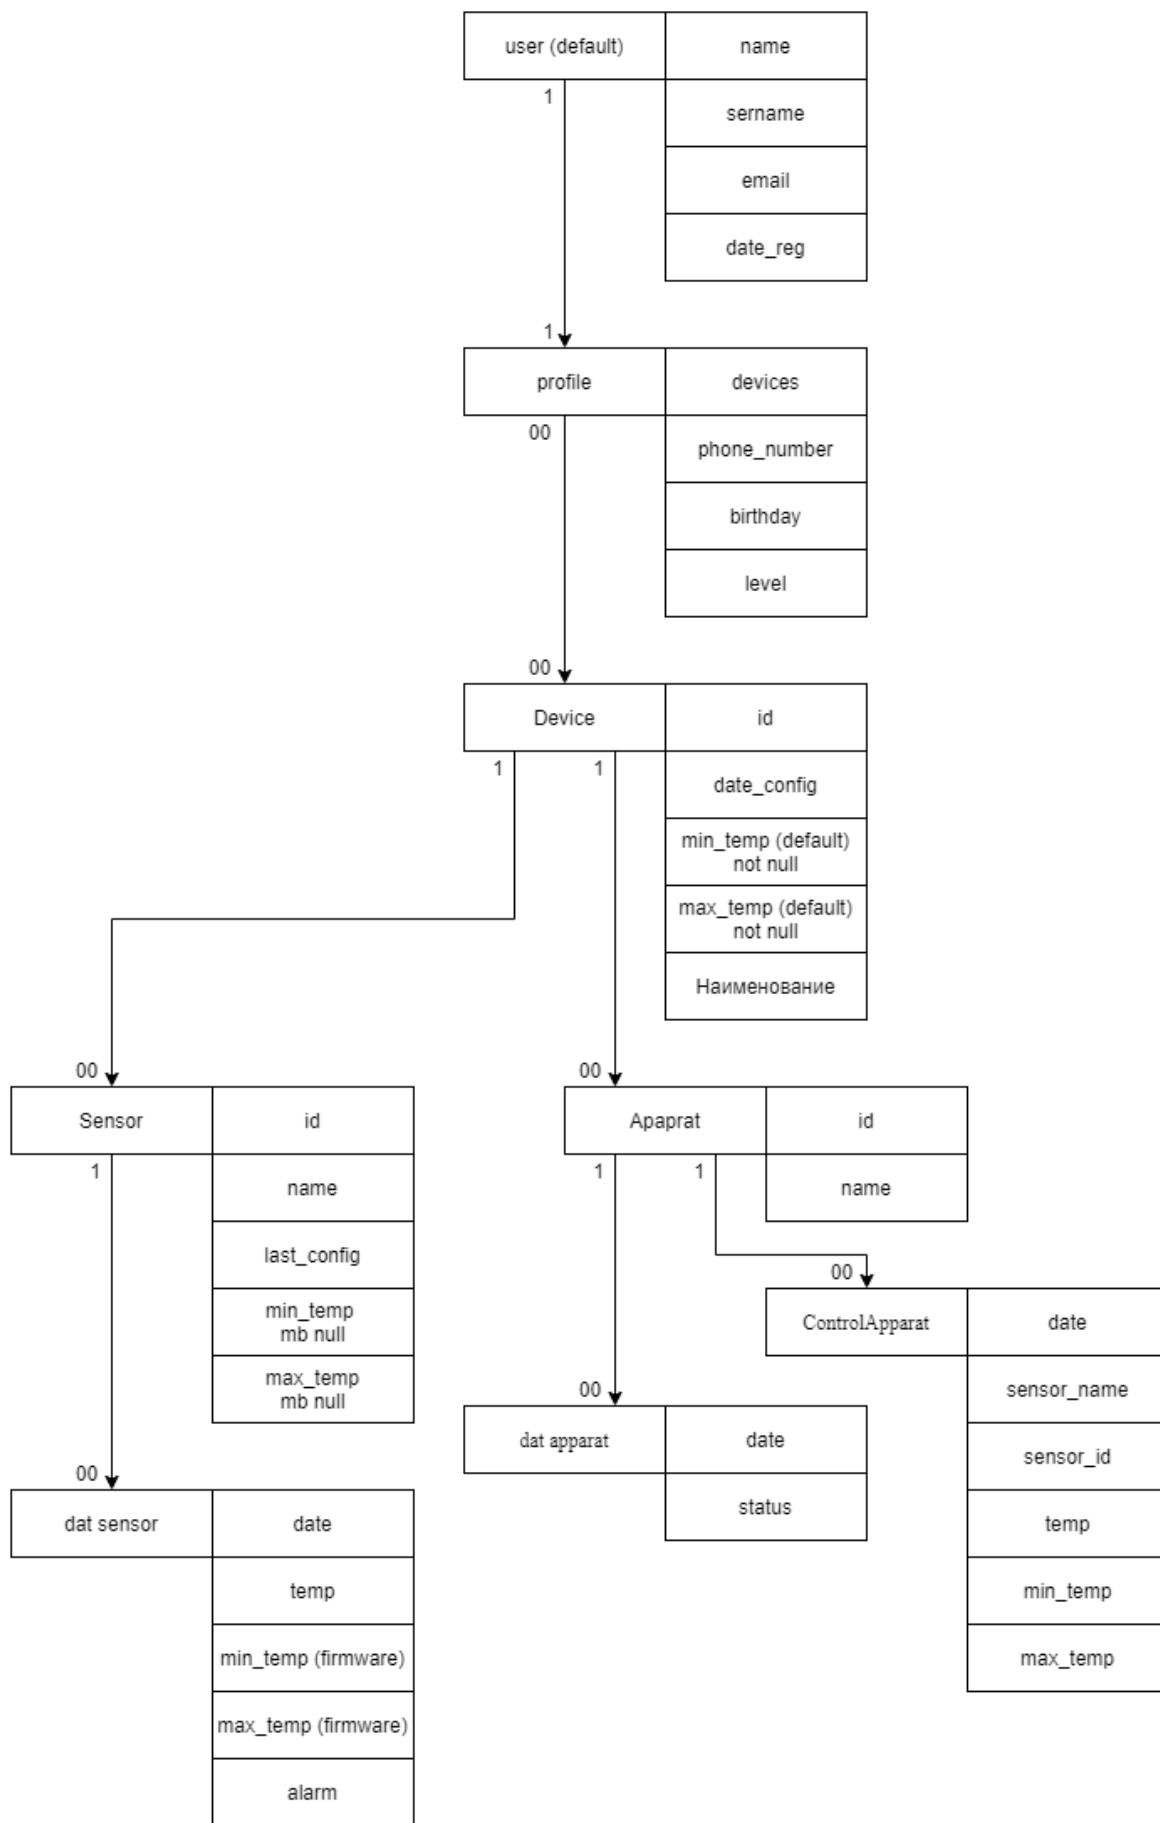 user (default)
name
1
sername
email
date_reg
1
profile
devices
00
phone_number
birthday
level
00
Device
id
1
1
date_config
min_temp (default)
not null
max_temp (default)
not null
Наименование
00
00
Sensor
id
Apaprat
id
1
name
1
1
name
last_config
00
min_temp
mb null
ControlApparat
date
max_temp
mb null
00
sensor_name
dat apparat
date
sensor_id
00
status
dat sensor
date
temp
temp
min_temp
min_temp (firmware)
max_temp
max_temp (firmware)
alarm